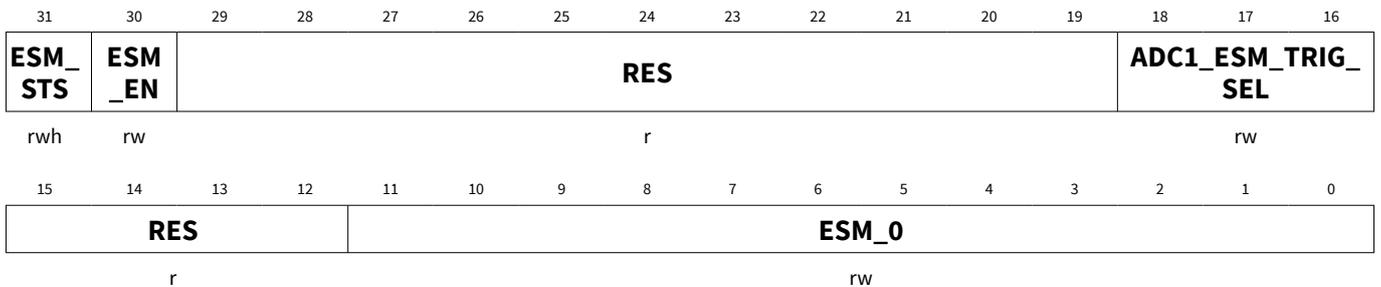 31 30 29 28 27 26 25 24 23 22 21 20 19 18 17 16
ESM_ ESM RES ADC1_ESM_TRIG_
STS _EN SEL
rwh rw r rw
15 14 13 12 11 10 9 8 7 6 5 4 3 2 1 0
RES ESM_0
r rw